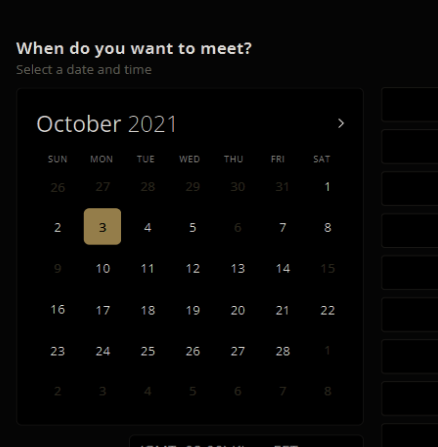 When do you want to meet?
Select a date and time
October 2021
SUN MON TUE WED THU FRI SAT
26 27 28 29 30 31 1
2 3 4 5 6 7 8
9 10 11 12 13 14 15
16 17 18 19 20 21 22
23 24 25 26 27 28 1
2 3 4 5 6 7 8